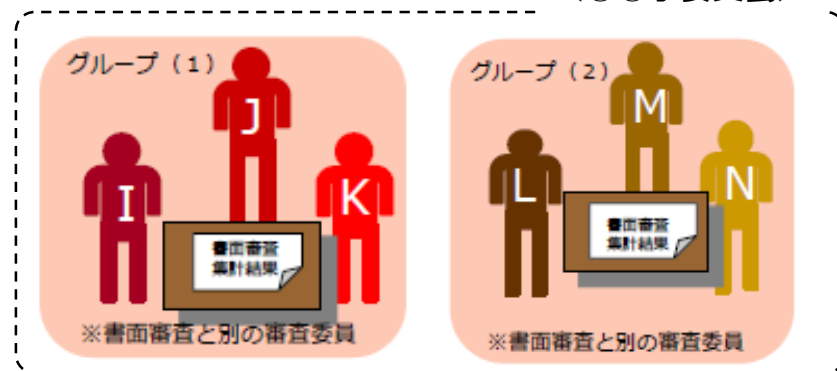 グループ（1）
J
I
K
書面審査
集計結果
※書面審査と別の審査委員
グループ（2）
M
L
N
書面審査
集計結果
※書面審査と別の審査委員